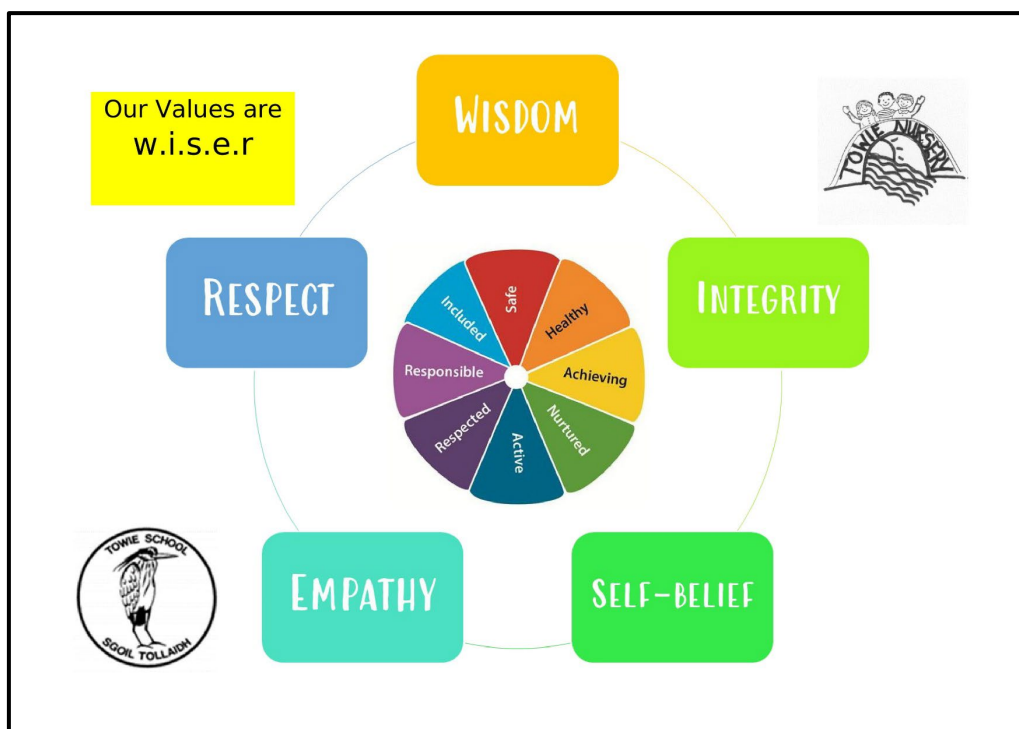 Our Values are
w.i.s.e.r
WISDOM
TOWIE NURSERY
RESPECT
INTEGRITY
Safe
Healthy
Achieving
Nurtured
Active
Respected
Responsible
Included
EMPATHY
SELF-BELIEF
TOWIE SCHOOL
SGOIL TOLLAIDH